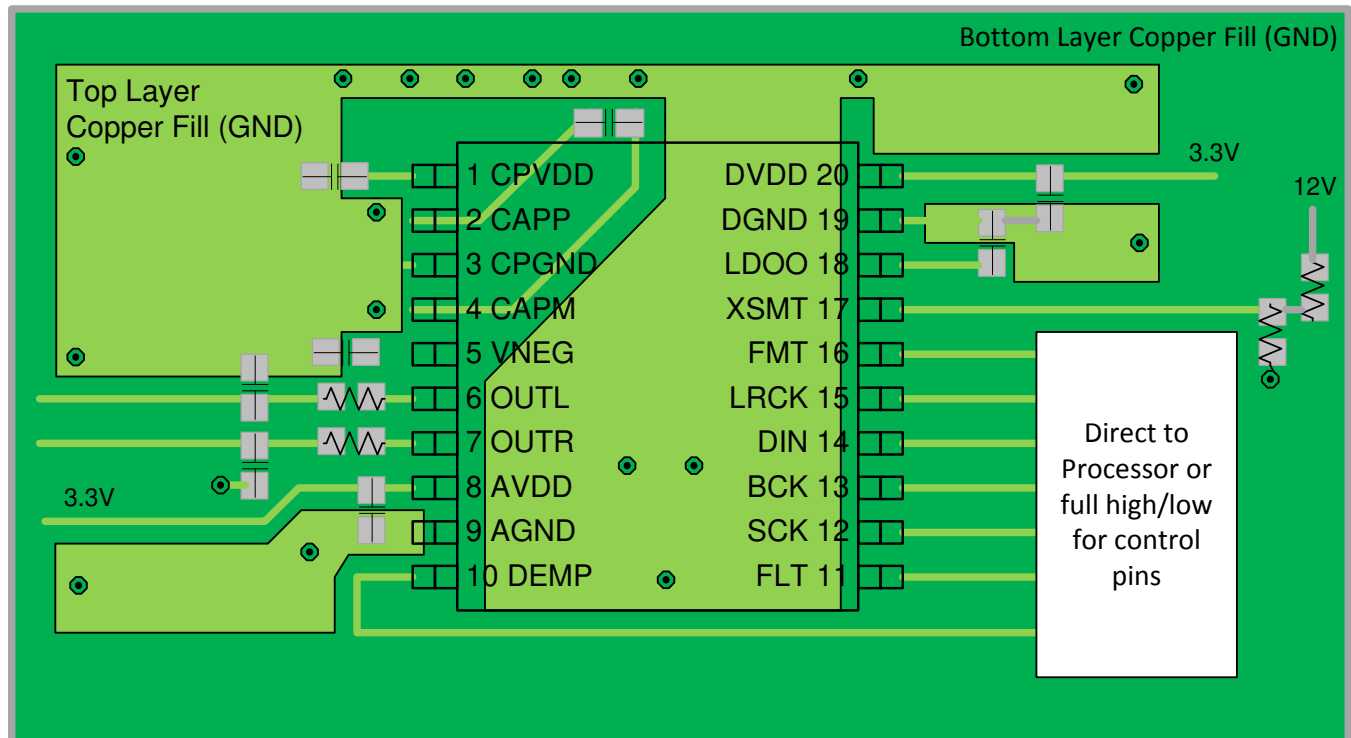 Bottom Layer Copper Fill (GND)
Top Layer
Copper Fill (GND)
3.3V
12V
1 CPVDD
DVDD 20
2 CAPP
DGND 19
3 CPGND
LDOO 18
4 CAPM
XSMT 17
5 VNEG
FMT 16
6 OUTL
LRCK 15
7 OUTR
DIN 14
8 AVDD
BCK 13
3.3V
9 AGND
SCK 12
10 DEMP
FLT 11
Direct to
Processor or
full high/low
for control
pins